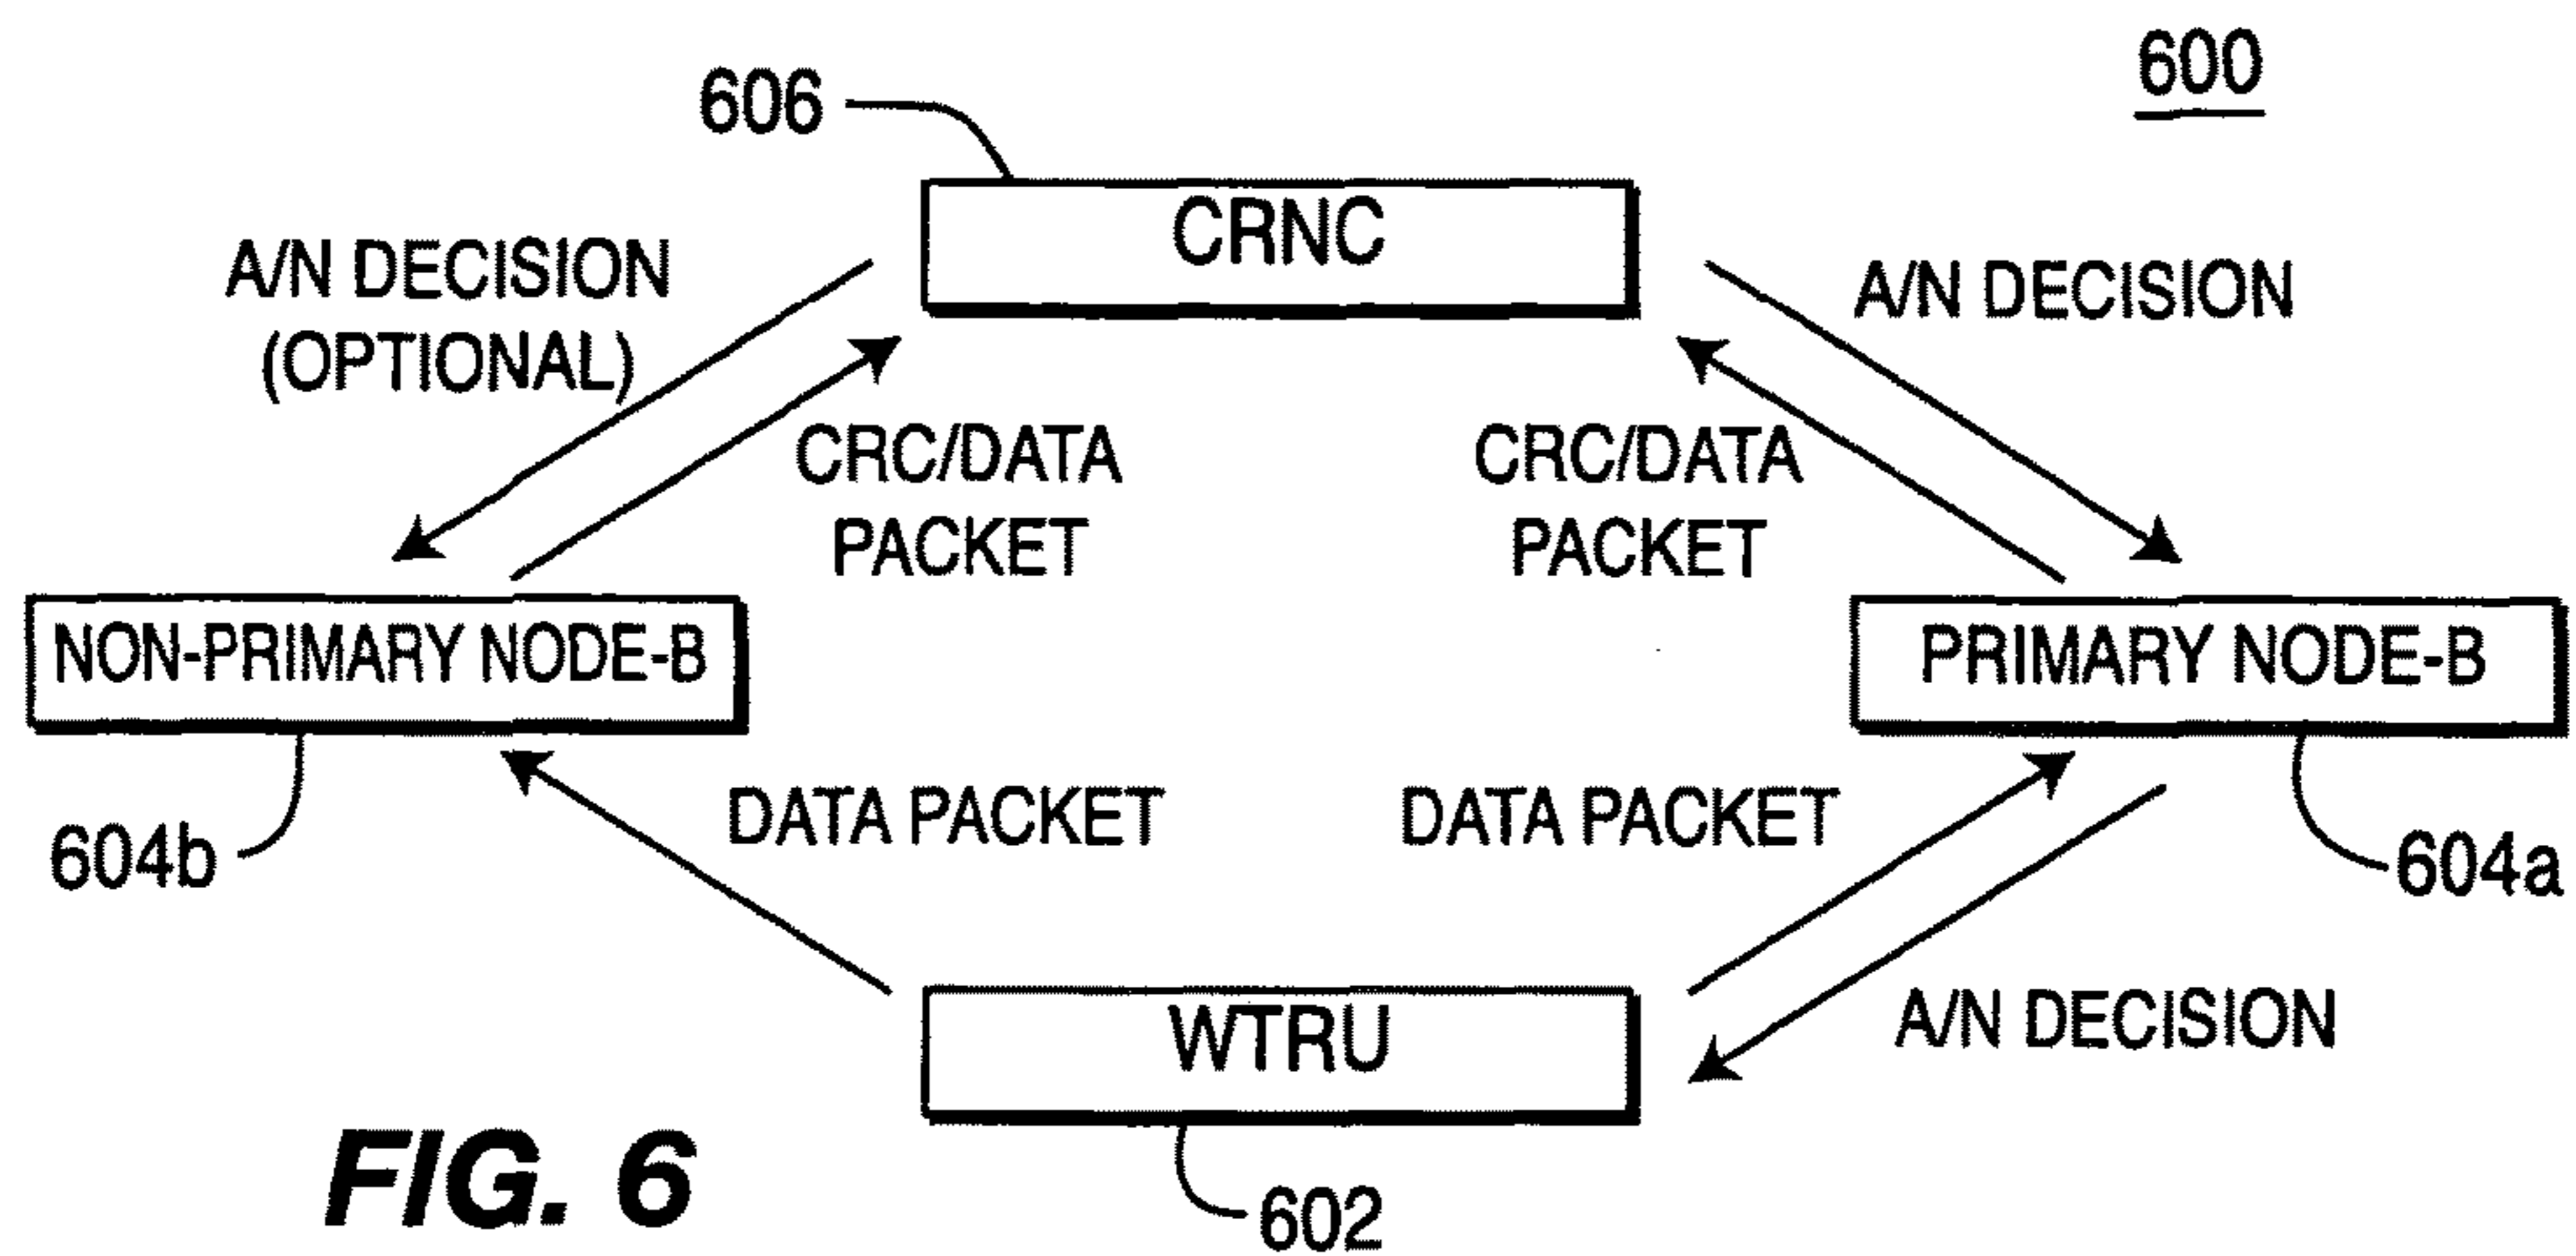 600
606
CRNC
A/N DECISION
(OPTIONAL)
A/N DECISION
CRC/DATA
PACKET
CRC/DATA
PACKET
NON-PRIMARY NODE-B
PRIMARY NODE-B
604b
DATA PACKET
DATA PACKET
604a
WTRU
A/N DECISION
FIG. 6
602